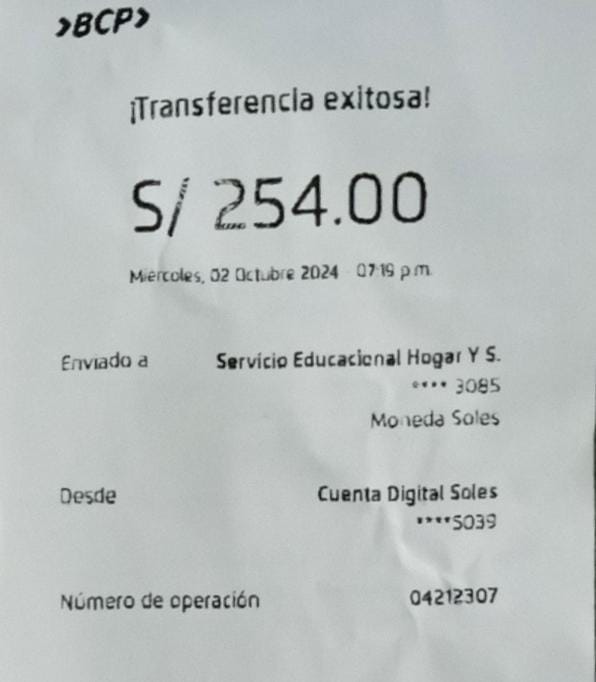 ›BCP›
¡Transferencia exitosa!
S/ 254.00
Miércoles, 02 Octubre 2024 - 07:19 p.m.
Enviado a Servicio Educacional Hogar Y S.
**** 3085
Moneda Soles
Desde Cuenta Digital Soles
****5039
Número de operación 04212307